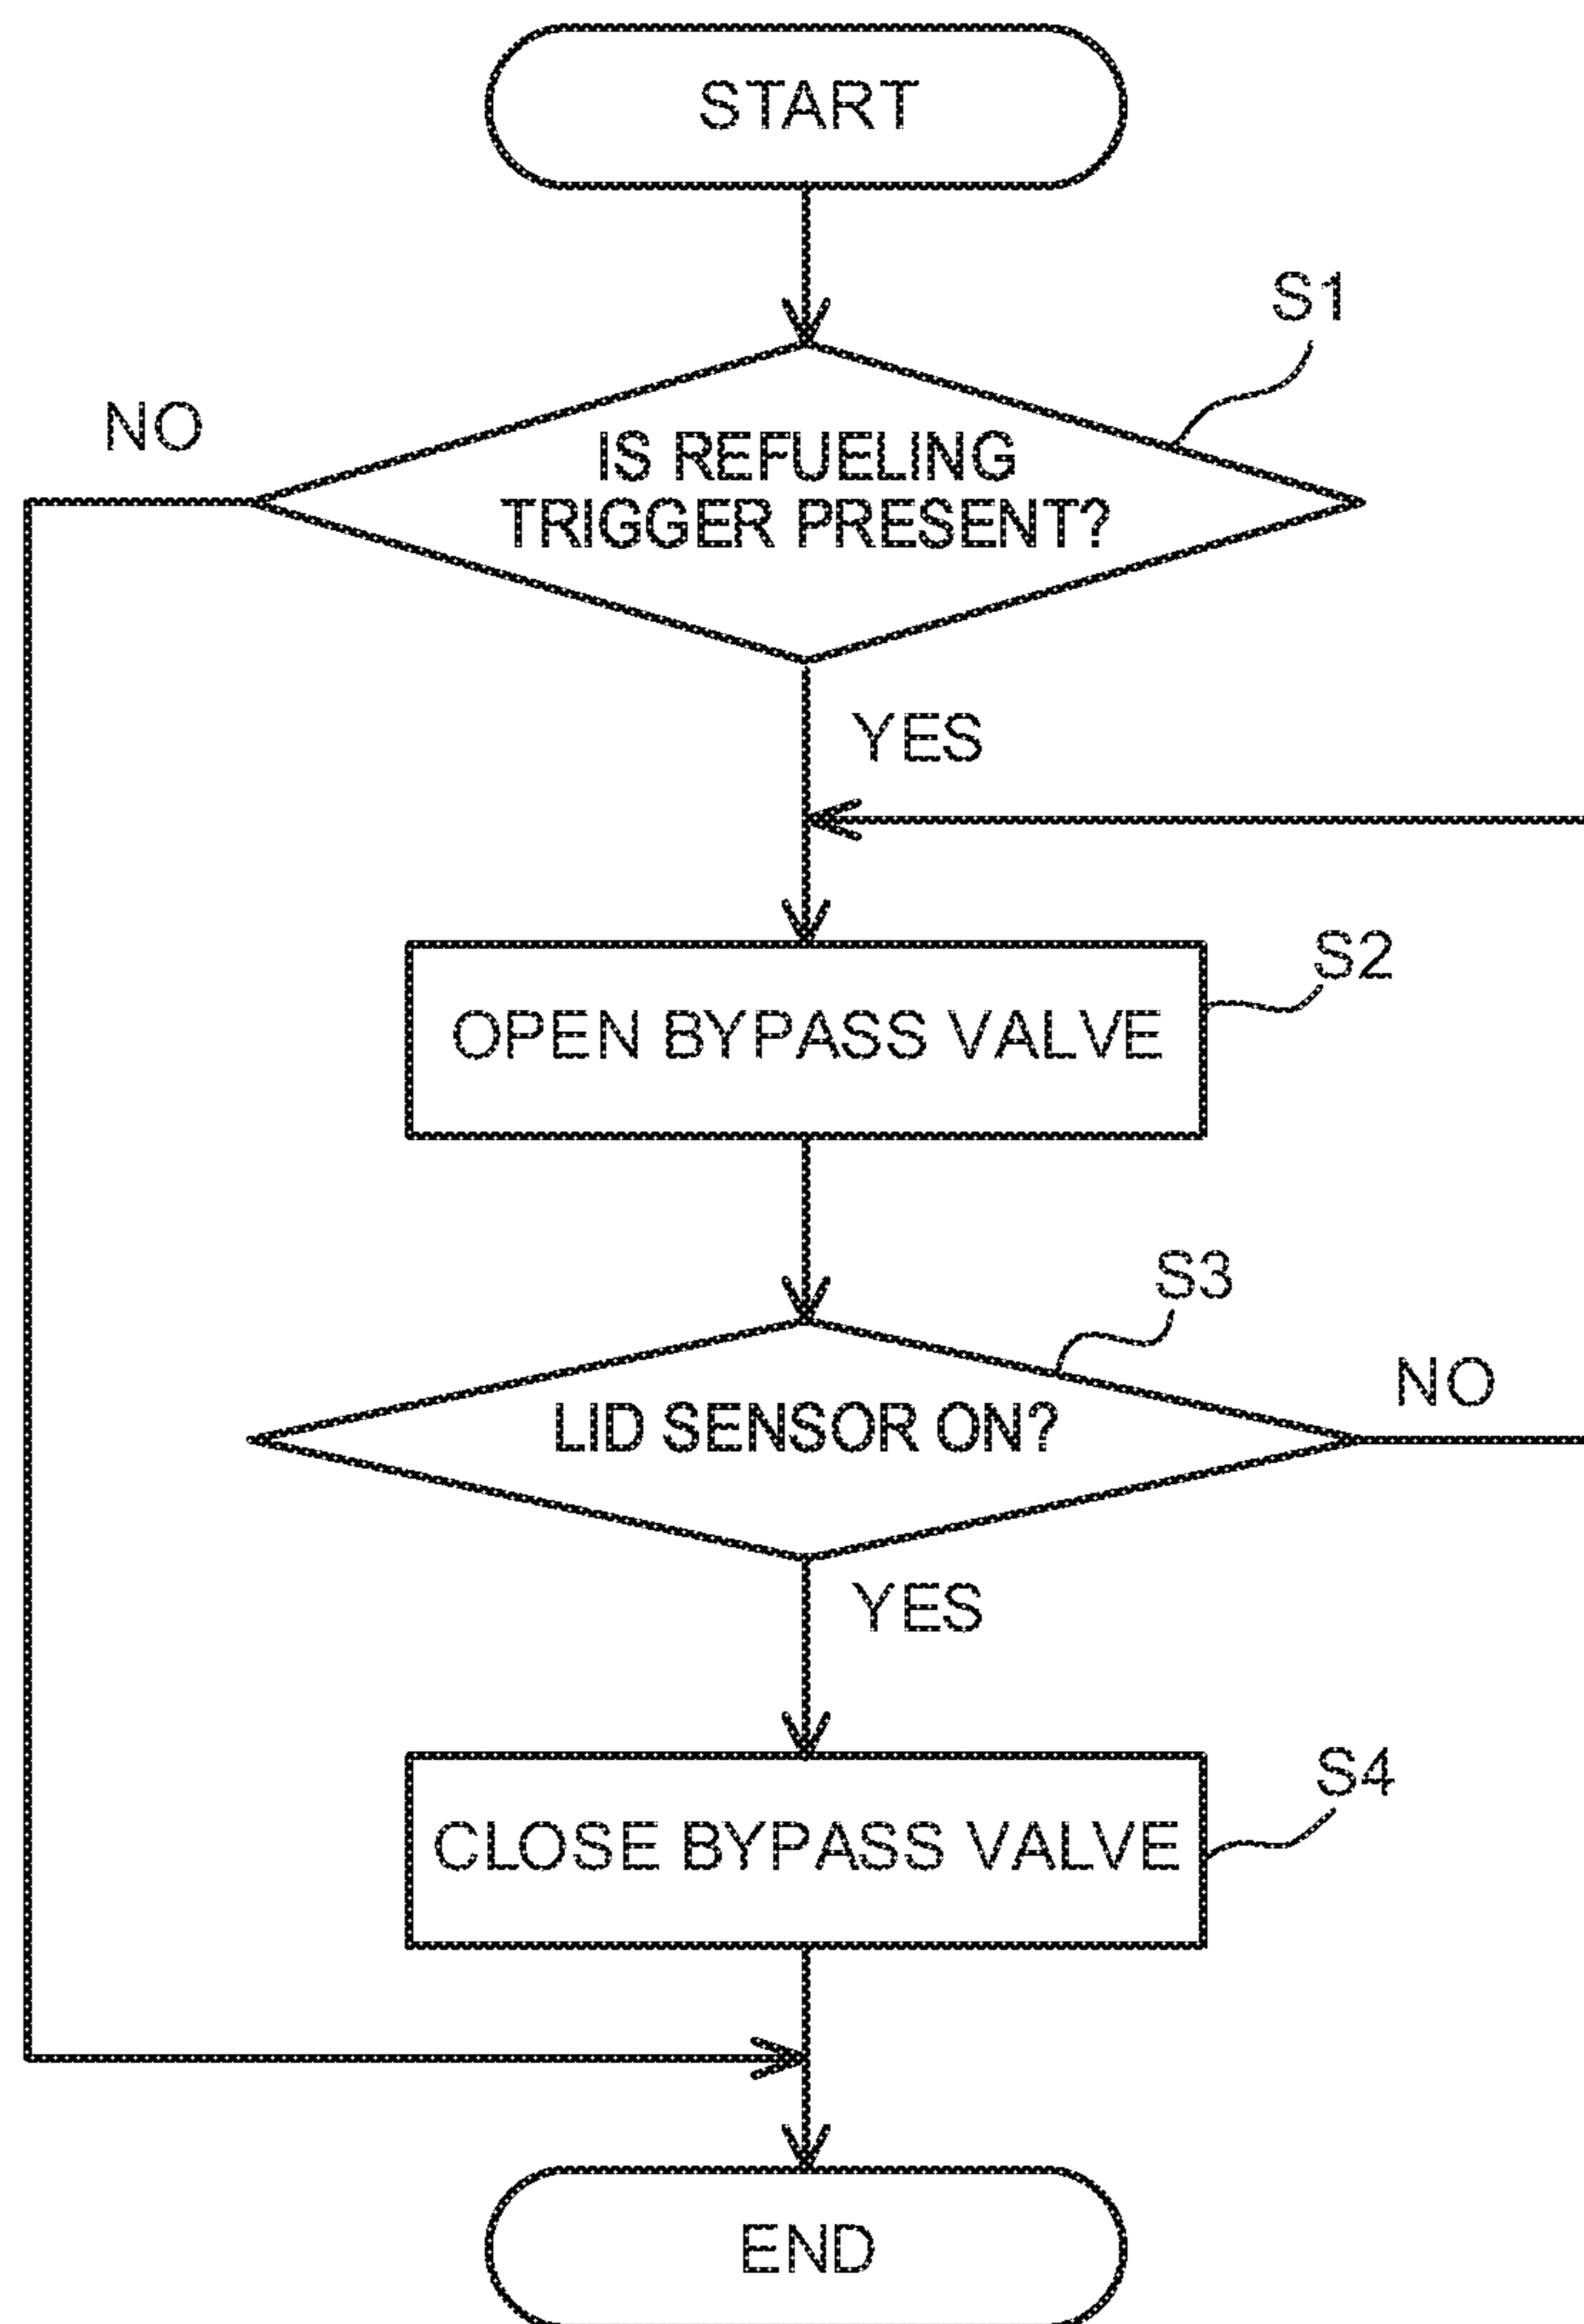 START
S1
NO
IS REFUELING
TRIGGER PRESENT?
YES
S2
OPEN BYPASS VALVE
S3
NO
LID SENSOR ON?
YES
S4
CLOSE BYPASS VALVE
END